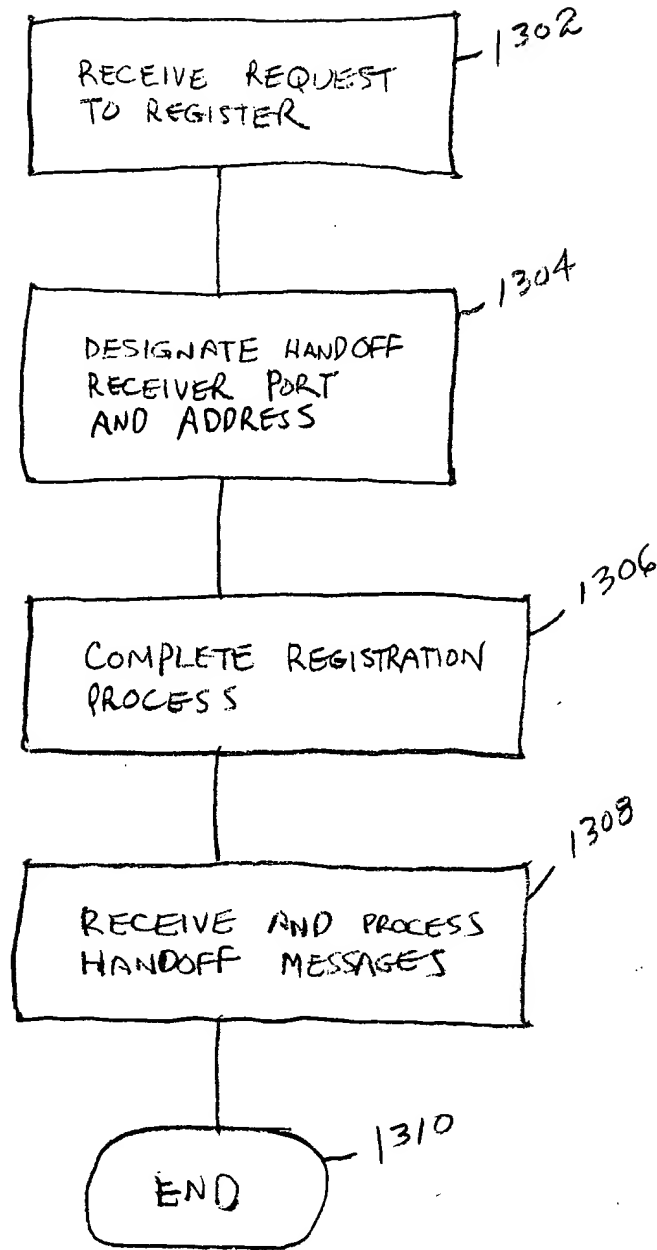 1302
RECEIVE REQUEST
TO REGISTER
1304
DESIGNATE HANDOFF
RECEIVER PORT
AND ADDRESS
1306
COMPLETE REGISTRATION
PROCESS
1308
RECEIVE AND PROCESS
HANDOFF MESSAGES
1310
END